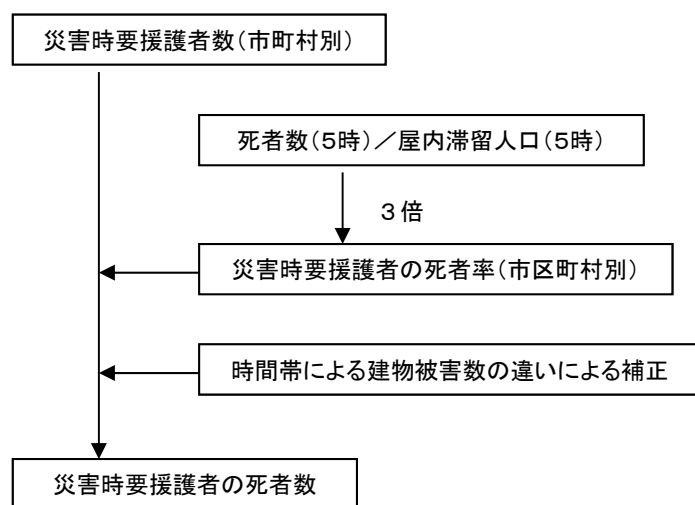 災害時要援護者数(市町村別)
死者数(5時)／屋内滞留人口(5時)
3倍
災害時要援護者の死者率(市区町村別)
時間帯による建物被害数の違いによる補正
災害時要援護者の死者数